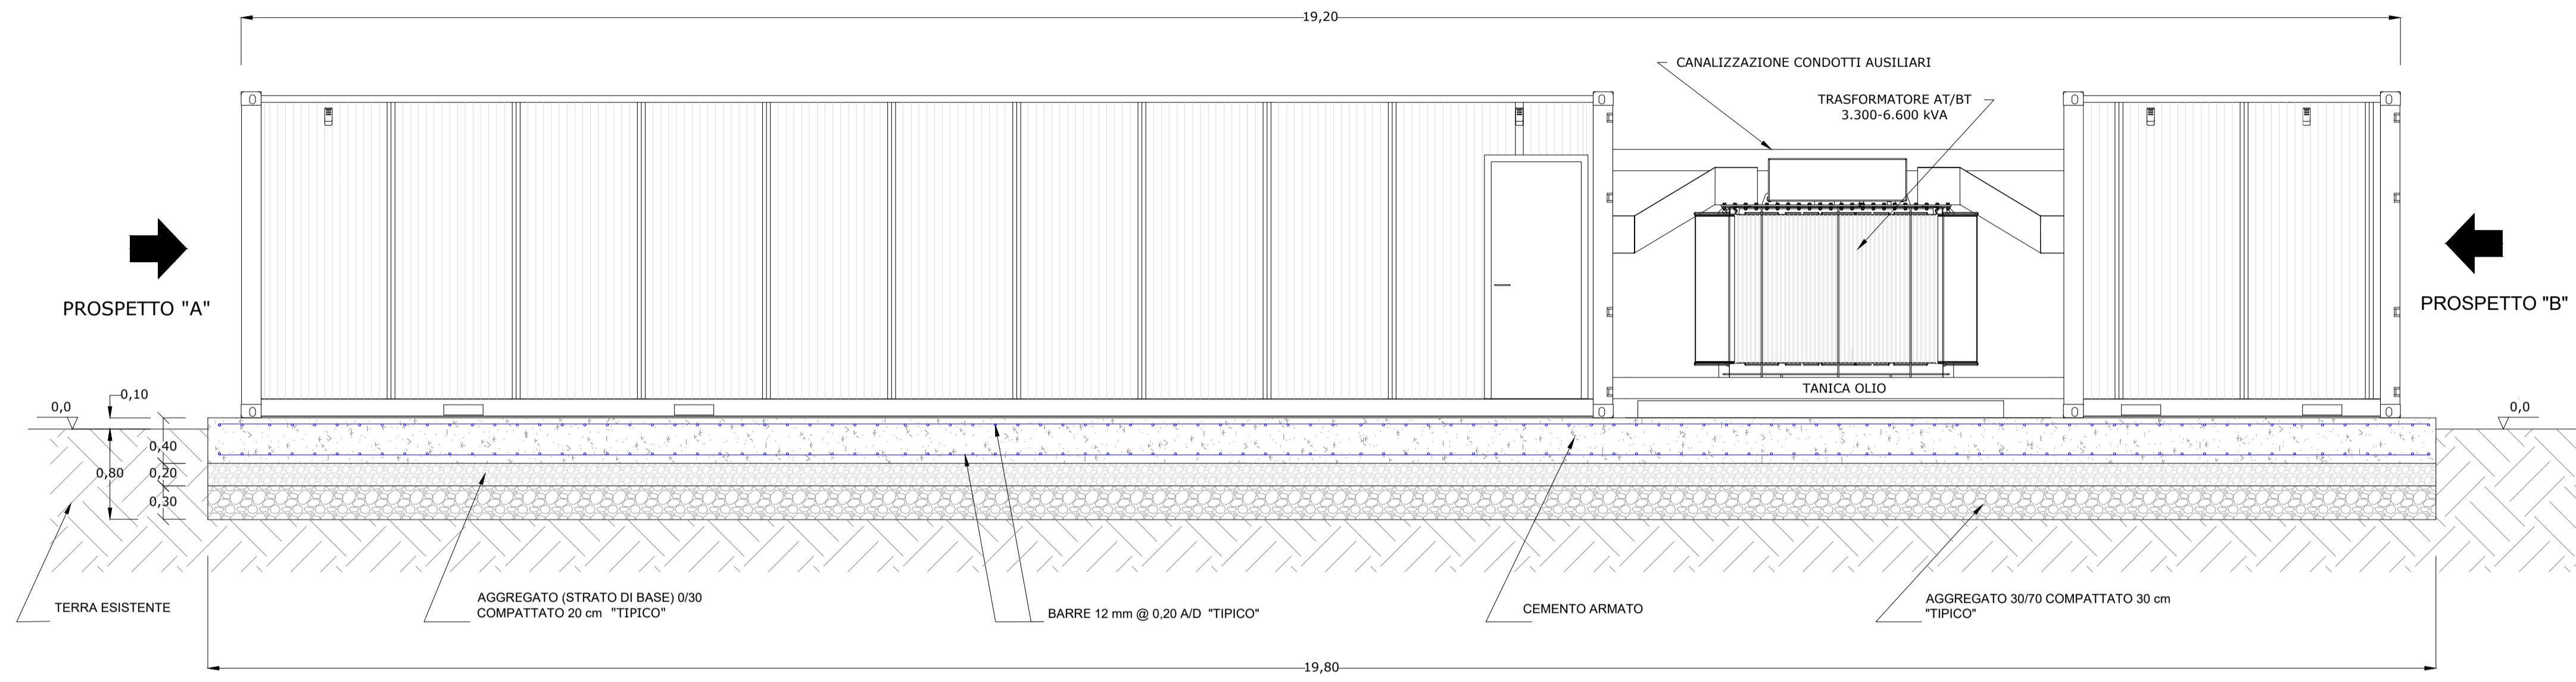 19,20
CANALIZZAZIONE CONDOTTI AUSILIARI
TRASFORMATORE AT/BT
3.300-6.600 kVA
PROSPETTO "A"
PROSPETTO "B"
TANICA OLIO
0,10
0,0
0,0
0,40
0,80
0,20
0,30
TERRA ESISTENTE
AGGREGATO (STRATO DI BASE) 0/30
COMPATTATO 20 cm "TIPICO"
BARRE 12 mm @ 0,20 A/D "TIPICO"
CEMENTO ARMATO
AGGREGATO 30/70 COMPATTATO 30 cm
"TIPICO"
19,80